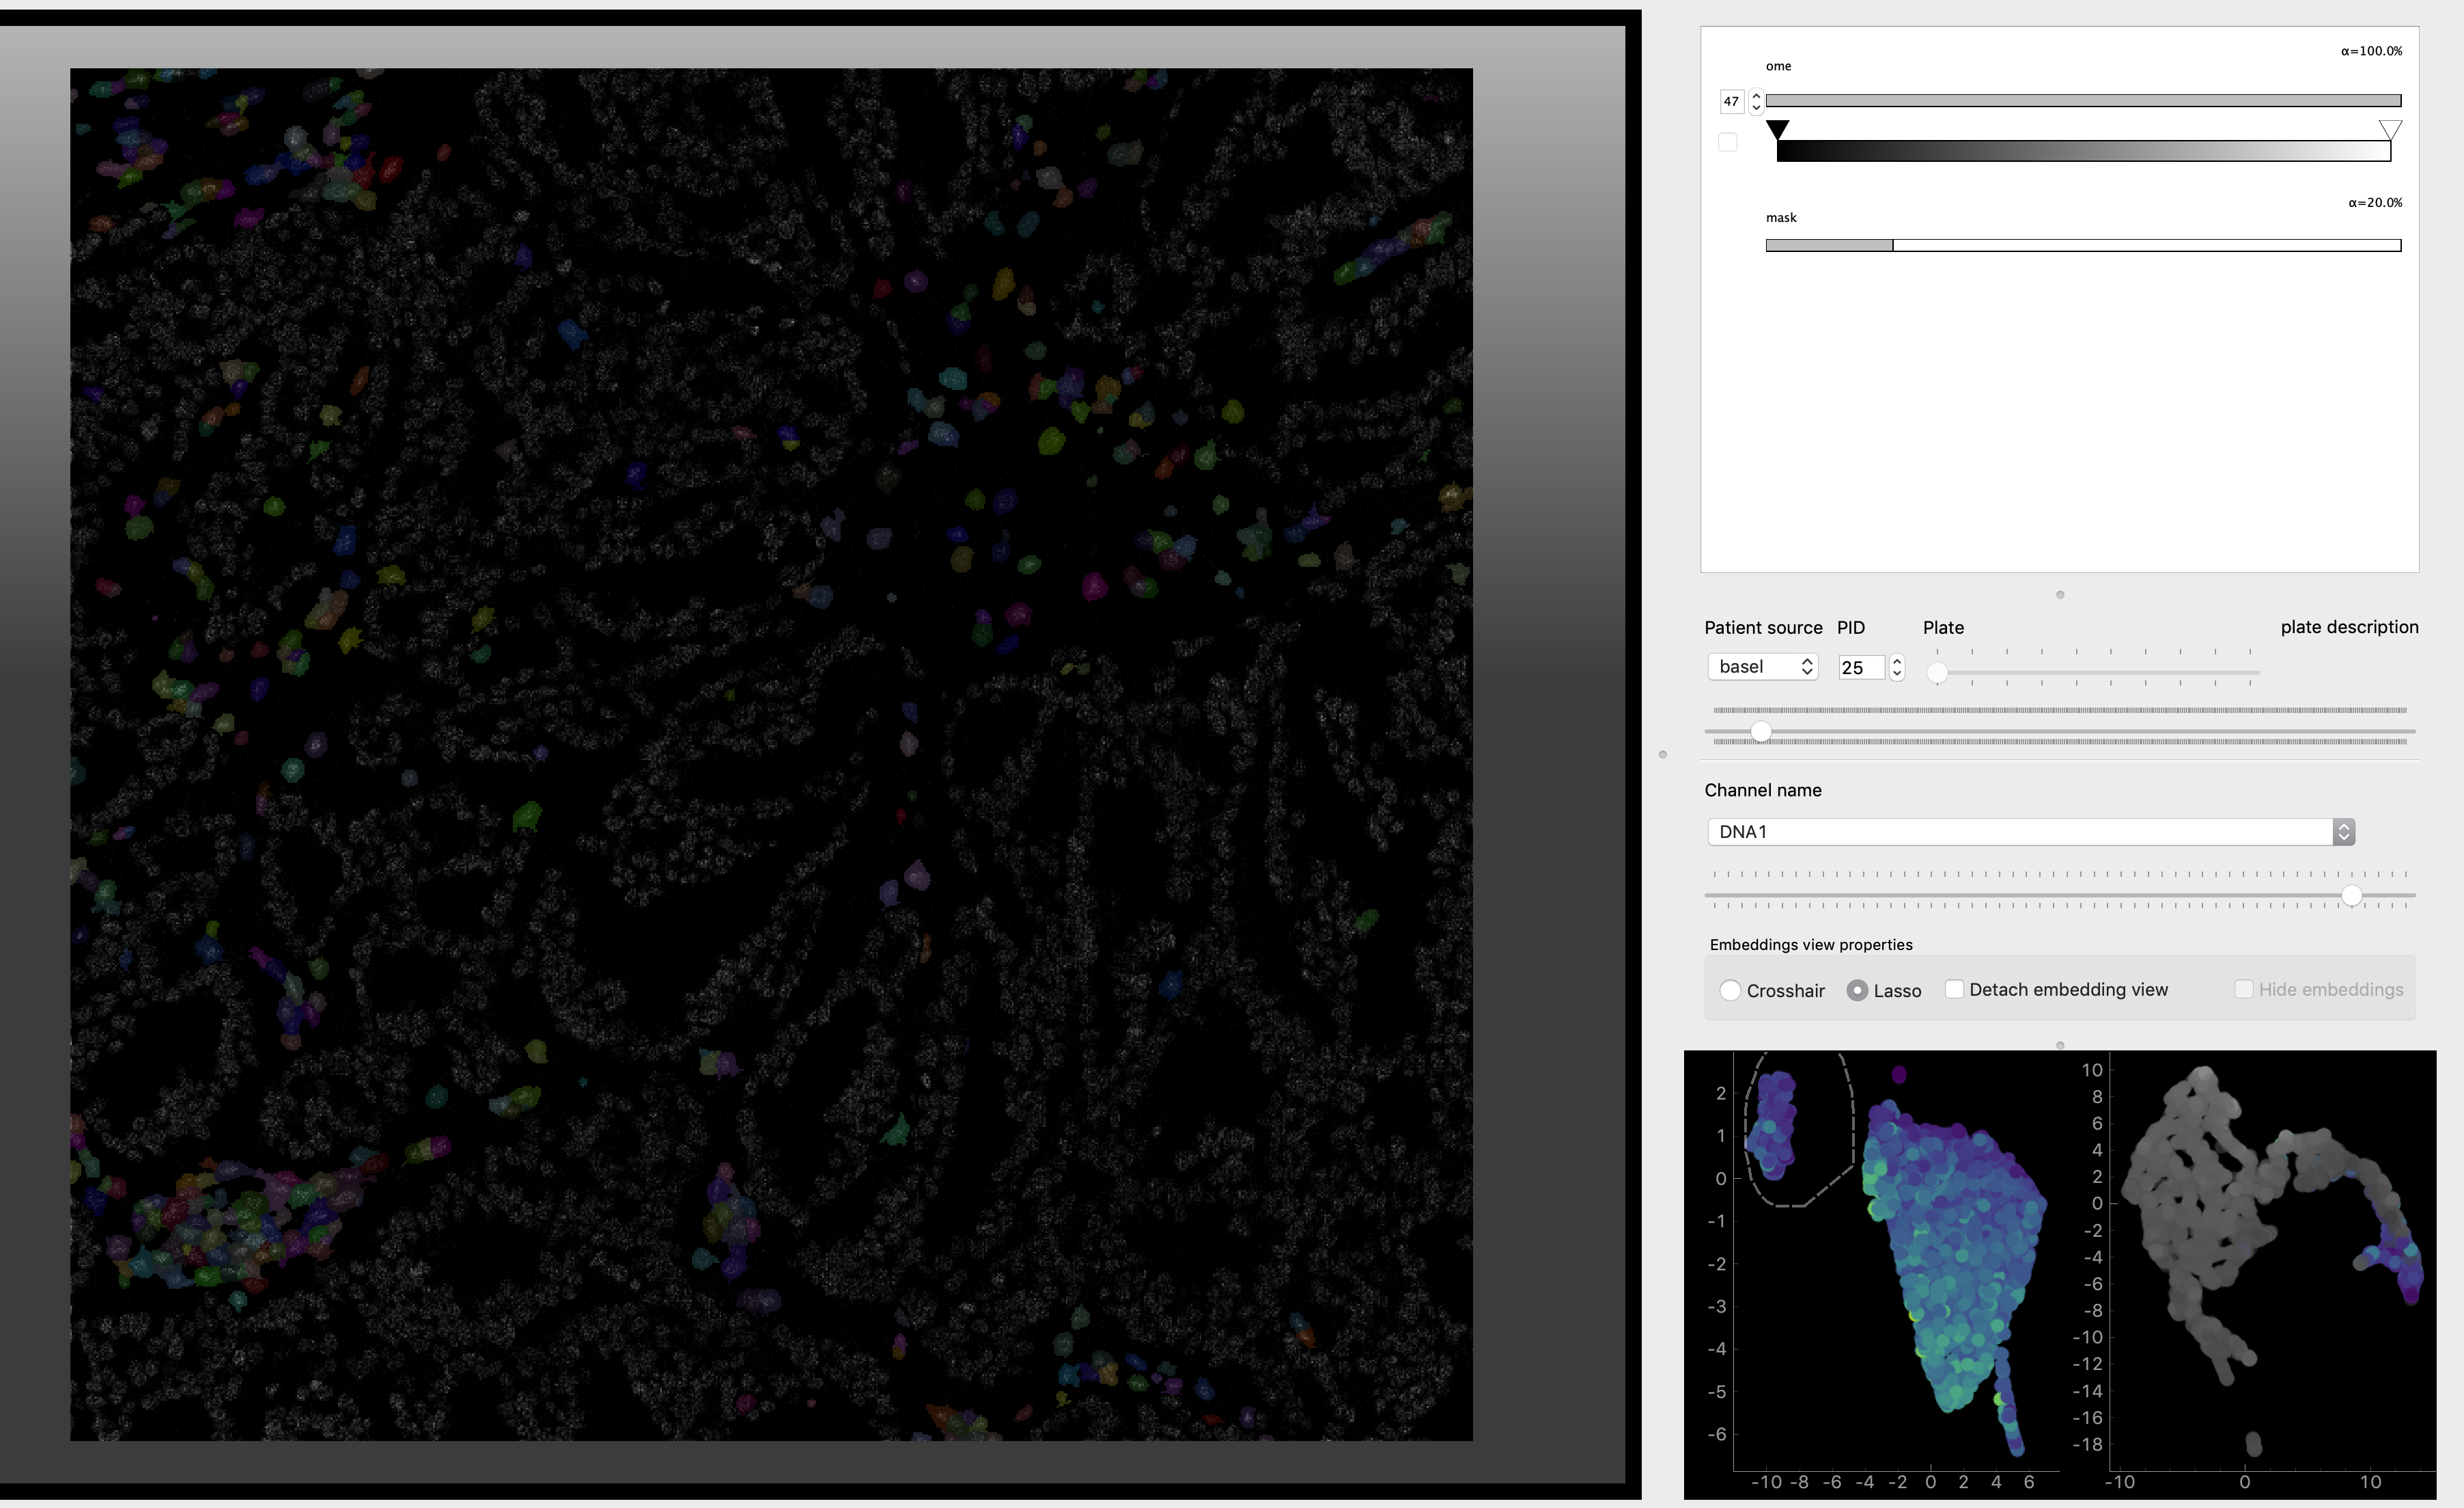 α=100.0%
ome
47
α=20.0%
mask
Patient source PID Plate plate description
basel 25
Channel name
DNA1
Embeddings view properties
Crosshair Lasso Detach embedding view Hide embeddings
2
1
0
-1
-2
-3
-4
-5
-6
-10 -8 -6 -4 -2 0 2 4 6
10
8
6
4
2
0
-2
-4
-6
-8
-10
-12
-14
-16
-18
-10 0 10